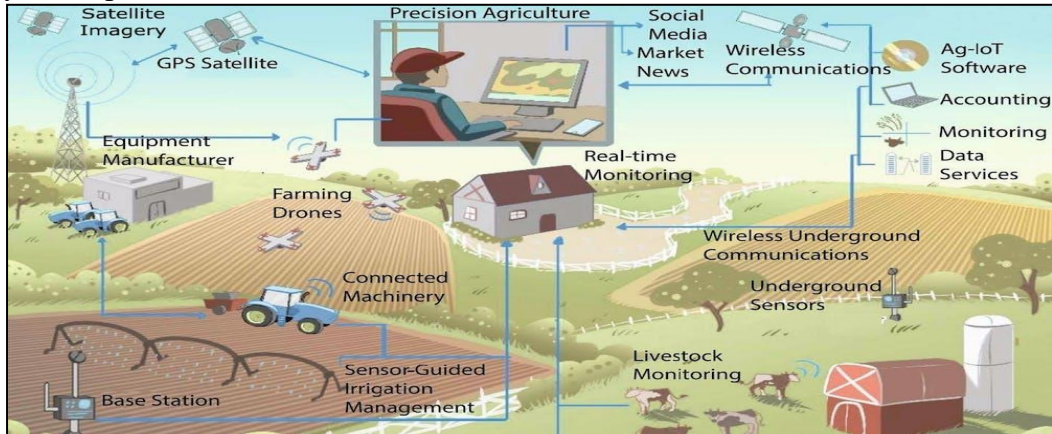 Satellite
Imagery
GPS Satellite
Precision Agriculture
Social
Media
Market
News
Wireless
Communications
Ag-IoT
Software
Accounting
Monitoring
Data
Services
Equipment
Manufacturer
Farming
Drones
Real-time
Monitoring
Connected
Machinery
Wireless Underground
Communications
Underground
Sensors
Sensor-Guided
Irrigation
Management
Base Station
Livestock
Monitoring